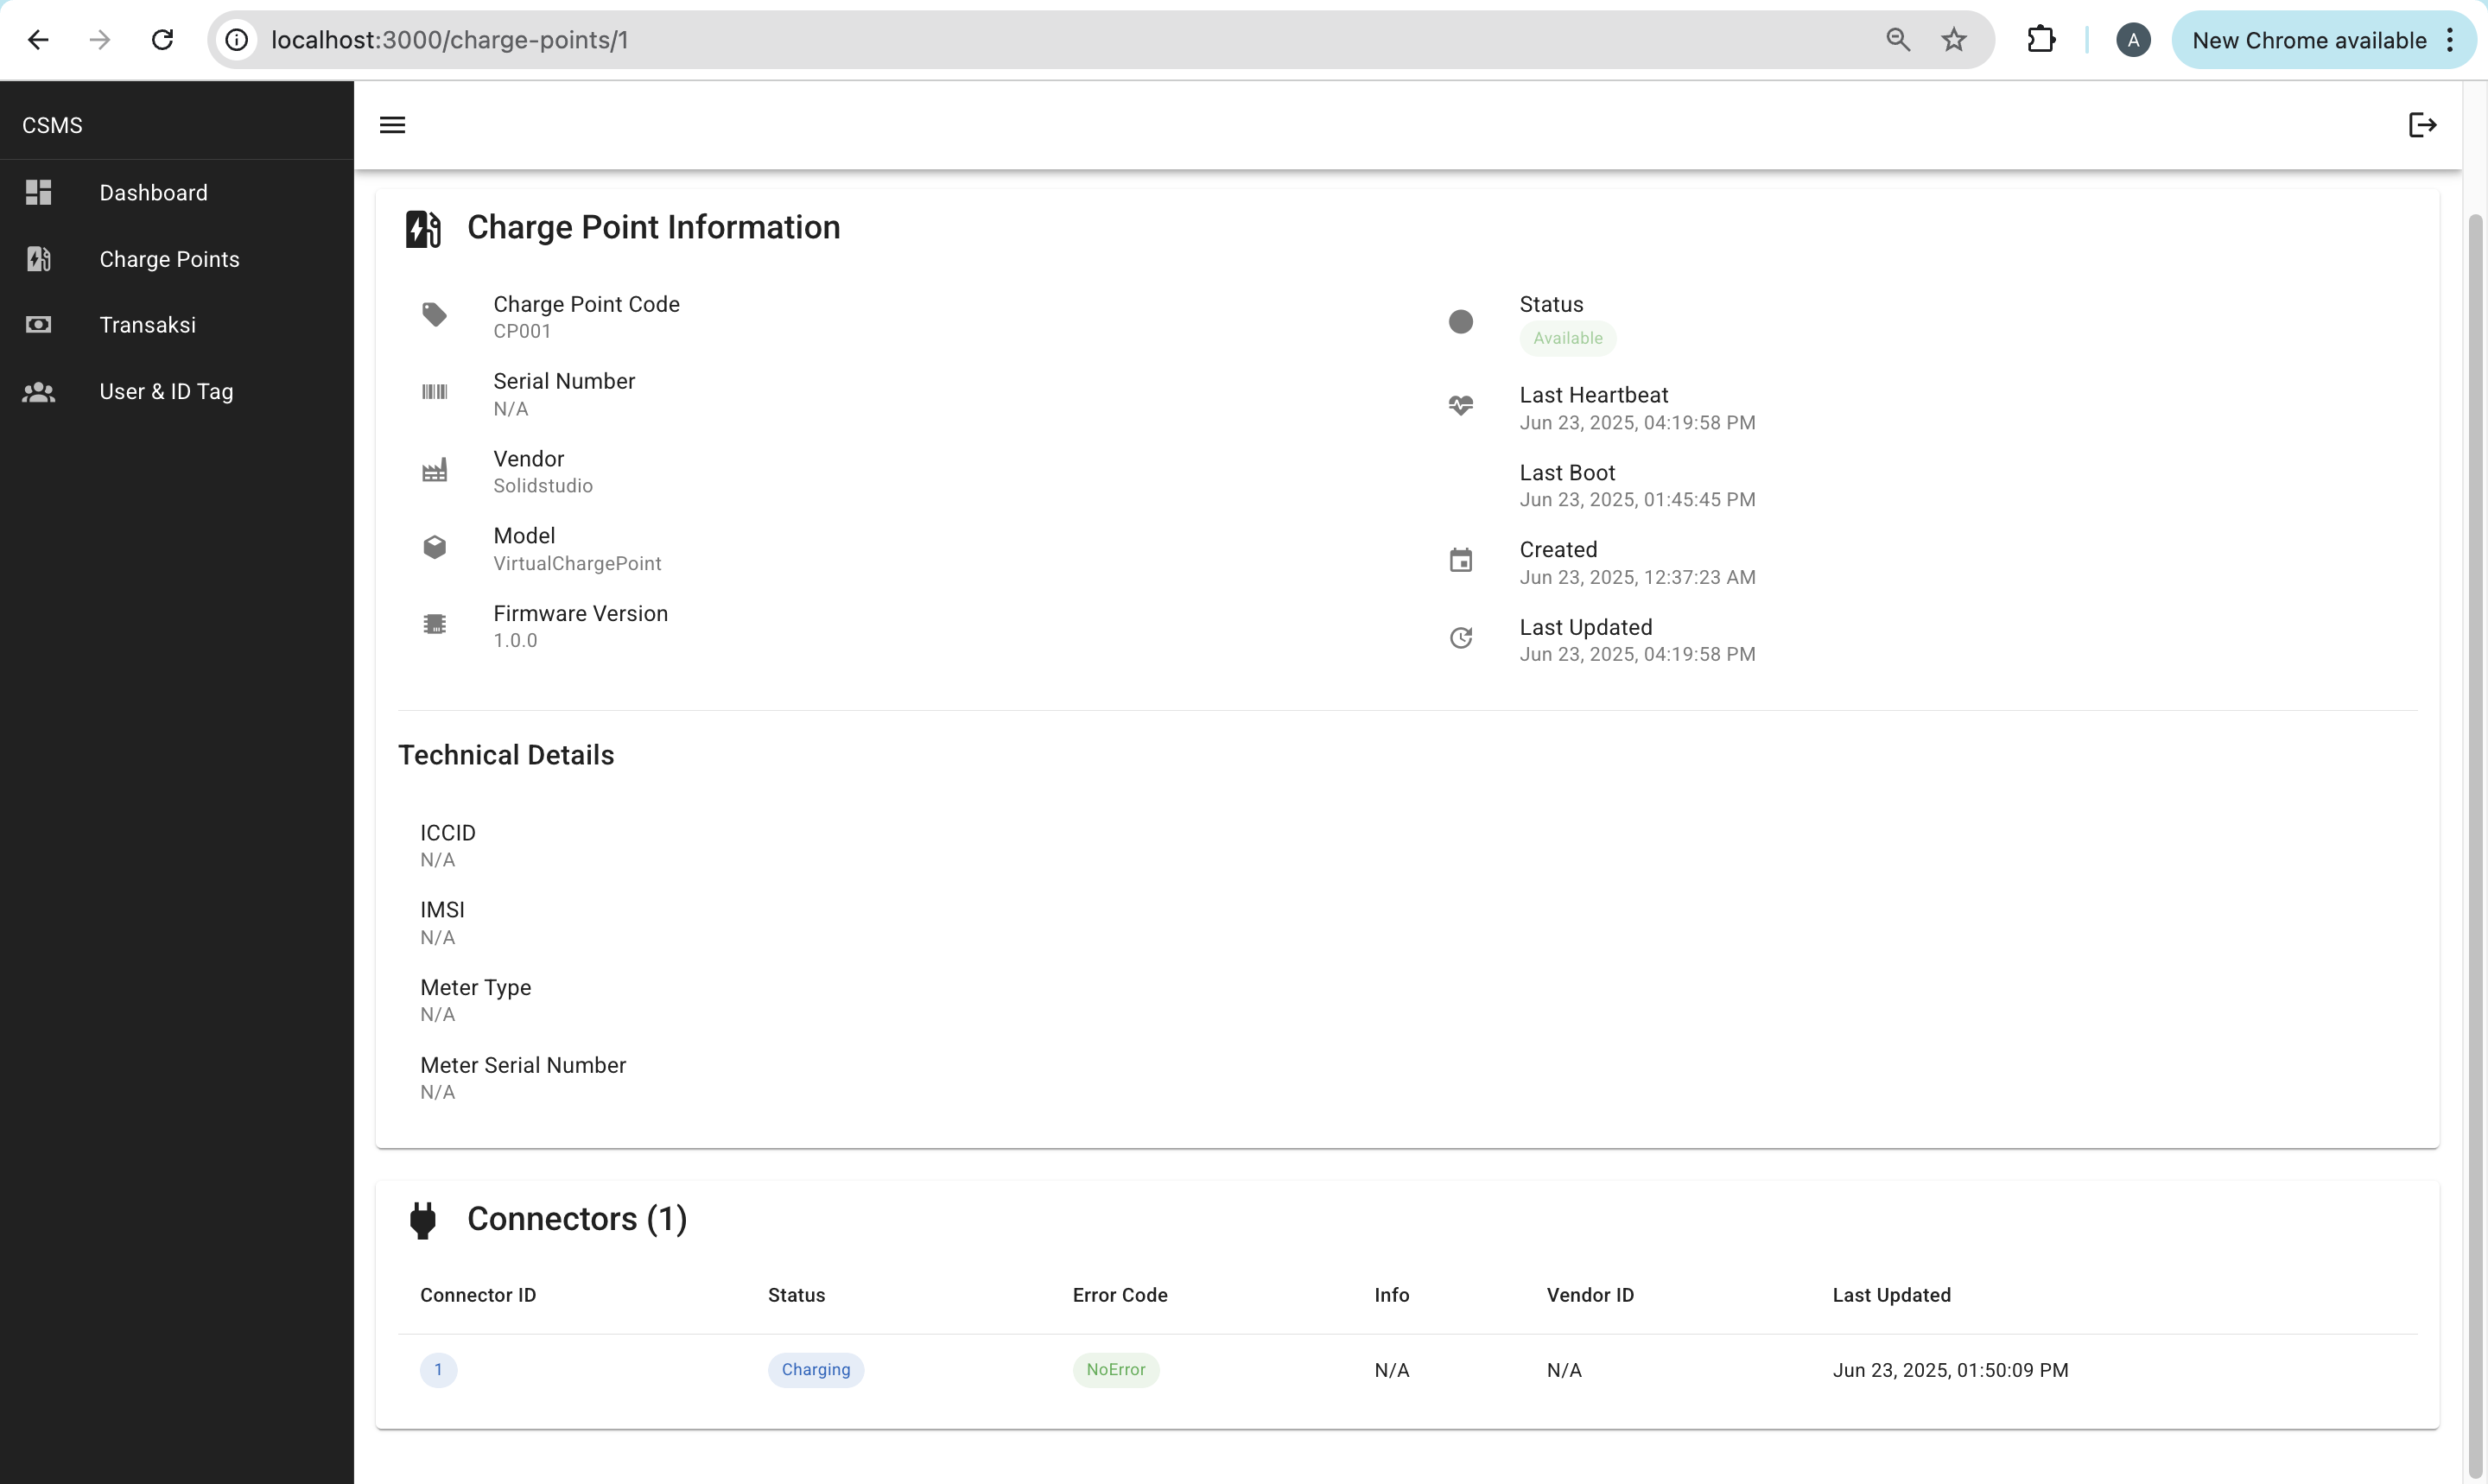 localhost:3000/charge-points/1
A
New Chrome available
CSMS
Dashboard
Charge Points
Transaksi
User & ID Tag
Charge Point Information
Charge Point Code
CP001
Serial Number
N/A
Vendor
Solidstudio
Model
VirtualChargePoint
Firmware Version
1.0.0
Status
Available
Last Heartbeat
Jun 23, 2025, 04:19:58 PM
Last Boot
Jun 23, 2025, 01:45:45 PM
Created
Jun 23, 2025, 12:37:23 AM
Last Updated
Jun 23, 2025, 04:19:58 PM
Technical Details
ICCID
N/A
IMSI
N/A
Meter Type
N/A
Meter Serial Number
N/A
Connectors (1)
Connector ID Status Error Code Info Vendor ID Last Updated
1 Charging NoError N/A N/A Jun 23, 2025, 01:50:09 PM